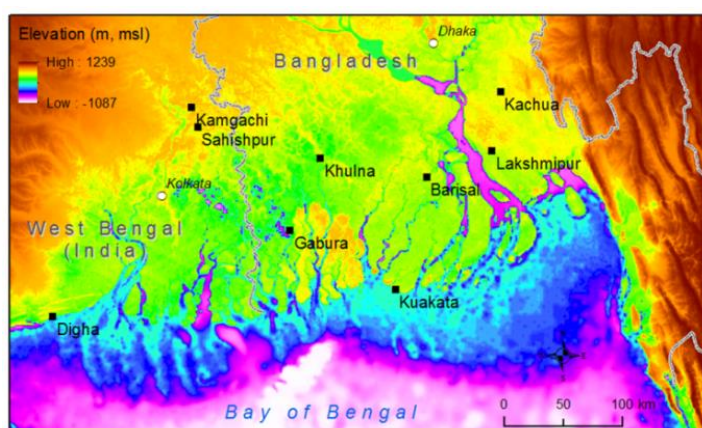 Elevation (m, msl)
High : 1239
Low : -1087
Dhaka
Bangladesh
Kachua
Kamgachi
Sahishpur
Khulna
Lakshmipur
Barisal
Kolkata
West Bengal
(India)
Gabura
Kuakata
Digha
Bay of Bengal
0 50 100 km